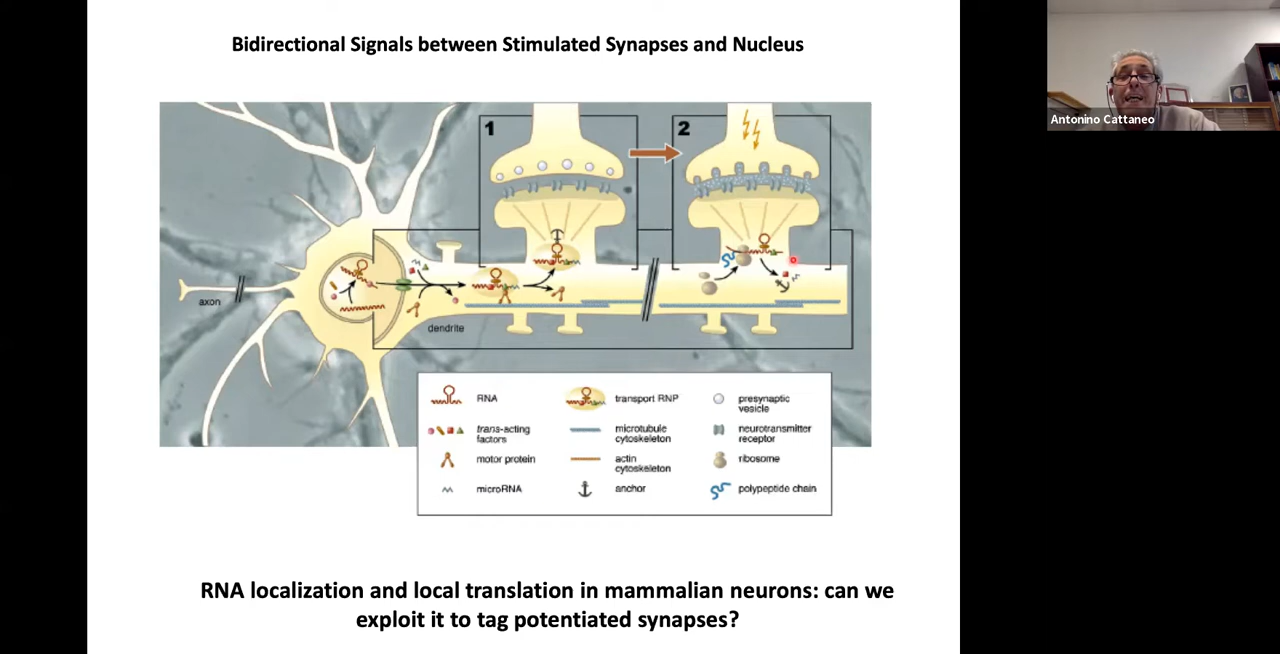 Bidirectional Signals between Stimulated Synapses and Nucleus
Antonino Cattaneo
1
2
axon
dendrite
RNA
transport RNP
presynaptic
vesicle
trans-acting
factors
microtubule
cytoskeleton
neurotransmitter
receptor
motor protein
actin
cytoskeleton
ribosome
microRNA
anchor
polypeptide chain
RNA localization and local translation in mammalian neurons: can we
exploit it to tag potentiated synapses?